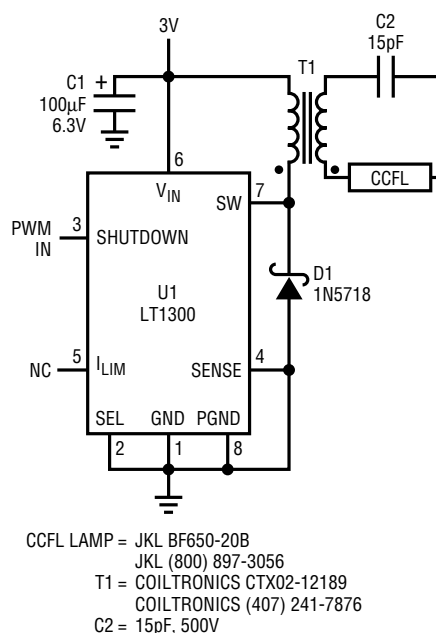 3V
C2
15pF
T1
C1
+
100µF
6.3V
6
VIN
7
SW
CCFL
PWM
IN
3
SHUTDOWN
U1
LT1300
D1
1N5718
NC
5
ILIM
SENSE
4
SEL
GND
PGND
2
1
8
CCFL LAMP = JKL BF650-20B
JKL (800) 897-3056
T1 = COILTRONICS CTX02-12189
COILTRONICS (407) 241-7876
C2 = 15pF, 500V